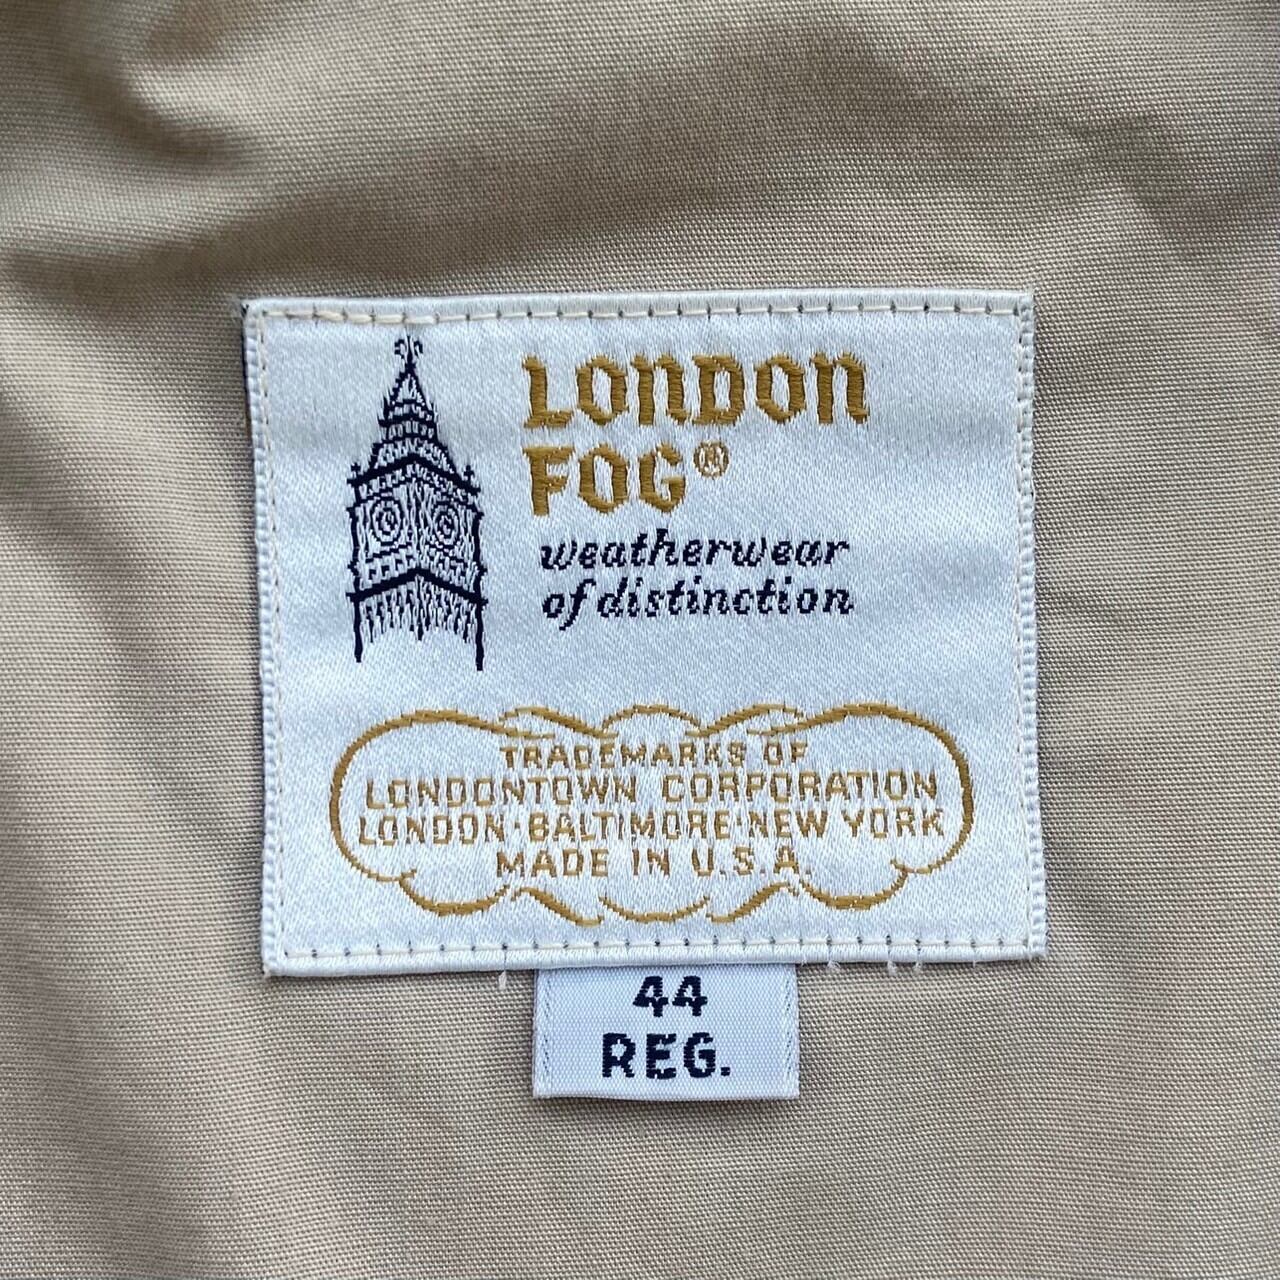 LONDON
FOG®
weatherwear
of distinction
TRADEMARKS OF
LONDONTOWN CORPORATION
LONDON·BALTIMORE·NEW YORK
MADE IN U.S.A.
44
REG.